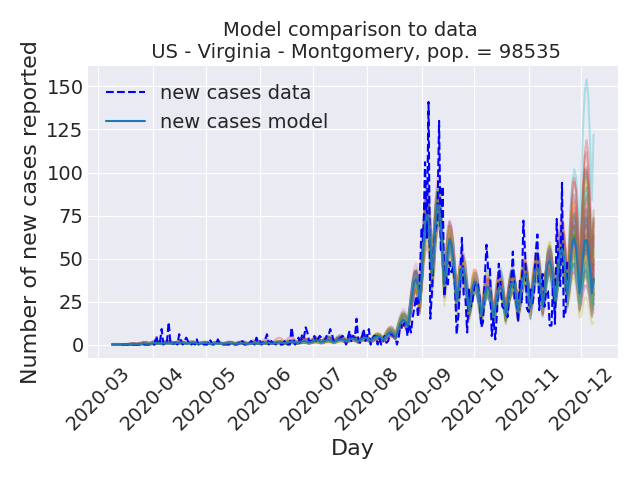 Model comparison to data
US - Virginia - Montgomery, pop. = 98535
Number of new cases reported
150
125
100
75
50
25
0
new cases data
new cases model
2020-03
2020-04
2020-05
2020-06
2020-07
2020-08
2020-09
2020-10
2020-11
2020-12
Day